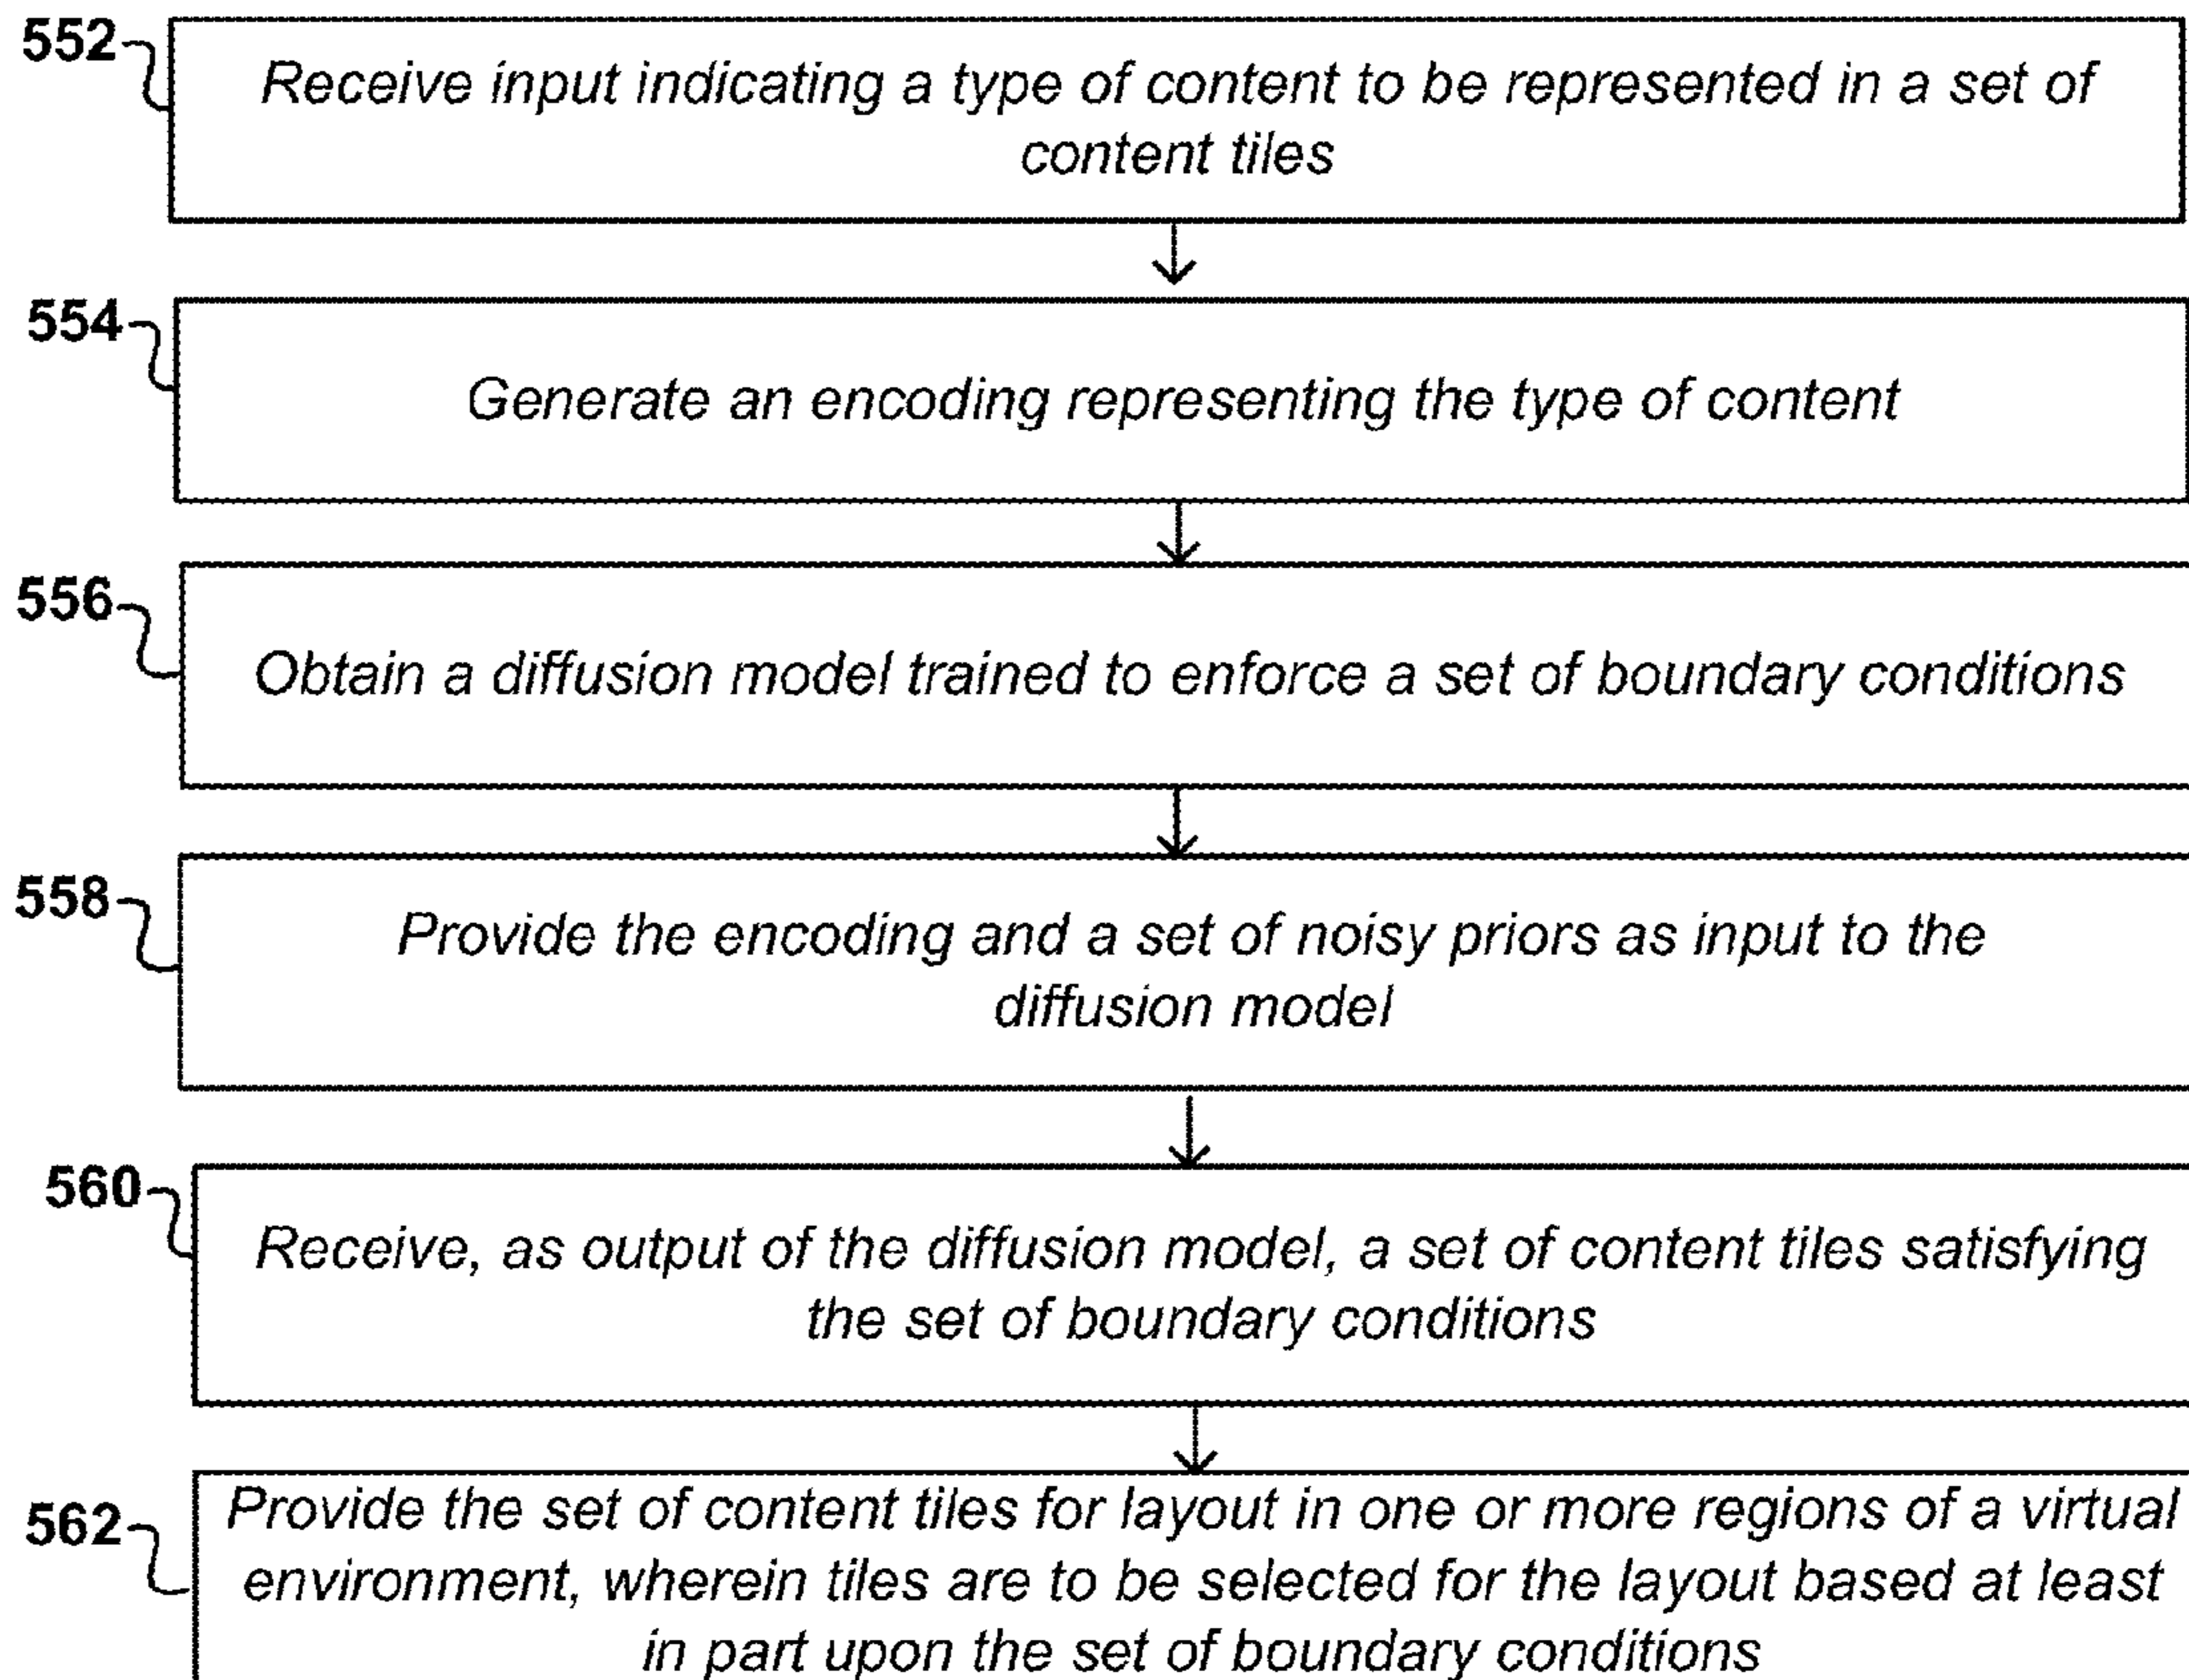 552
Receive input indicating a type of content to be represented in a set of
content tiles
554
Generate an encoding representing the type of content
556
Obtain a diffusion model trained to enforce a set of boundary conditions
558
Provide the encoding and a set of noisy priors as input to the
diffusion model
560
Receive, as output of the diffusion model, a set of content tiles satisfying
the set of boundary conditions
562
Provide the set of content tiles for layout in one or more regions of a virtual
environment, wherein tiles are to be selected for the layout based at least
in part upon the set of boundary conditions